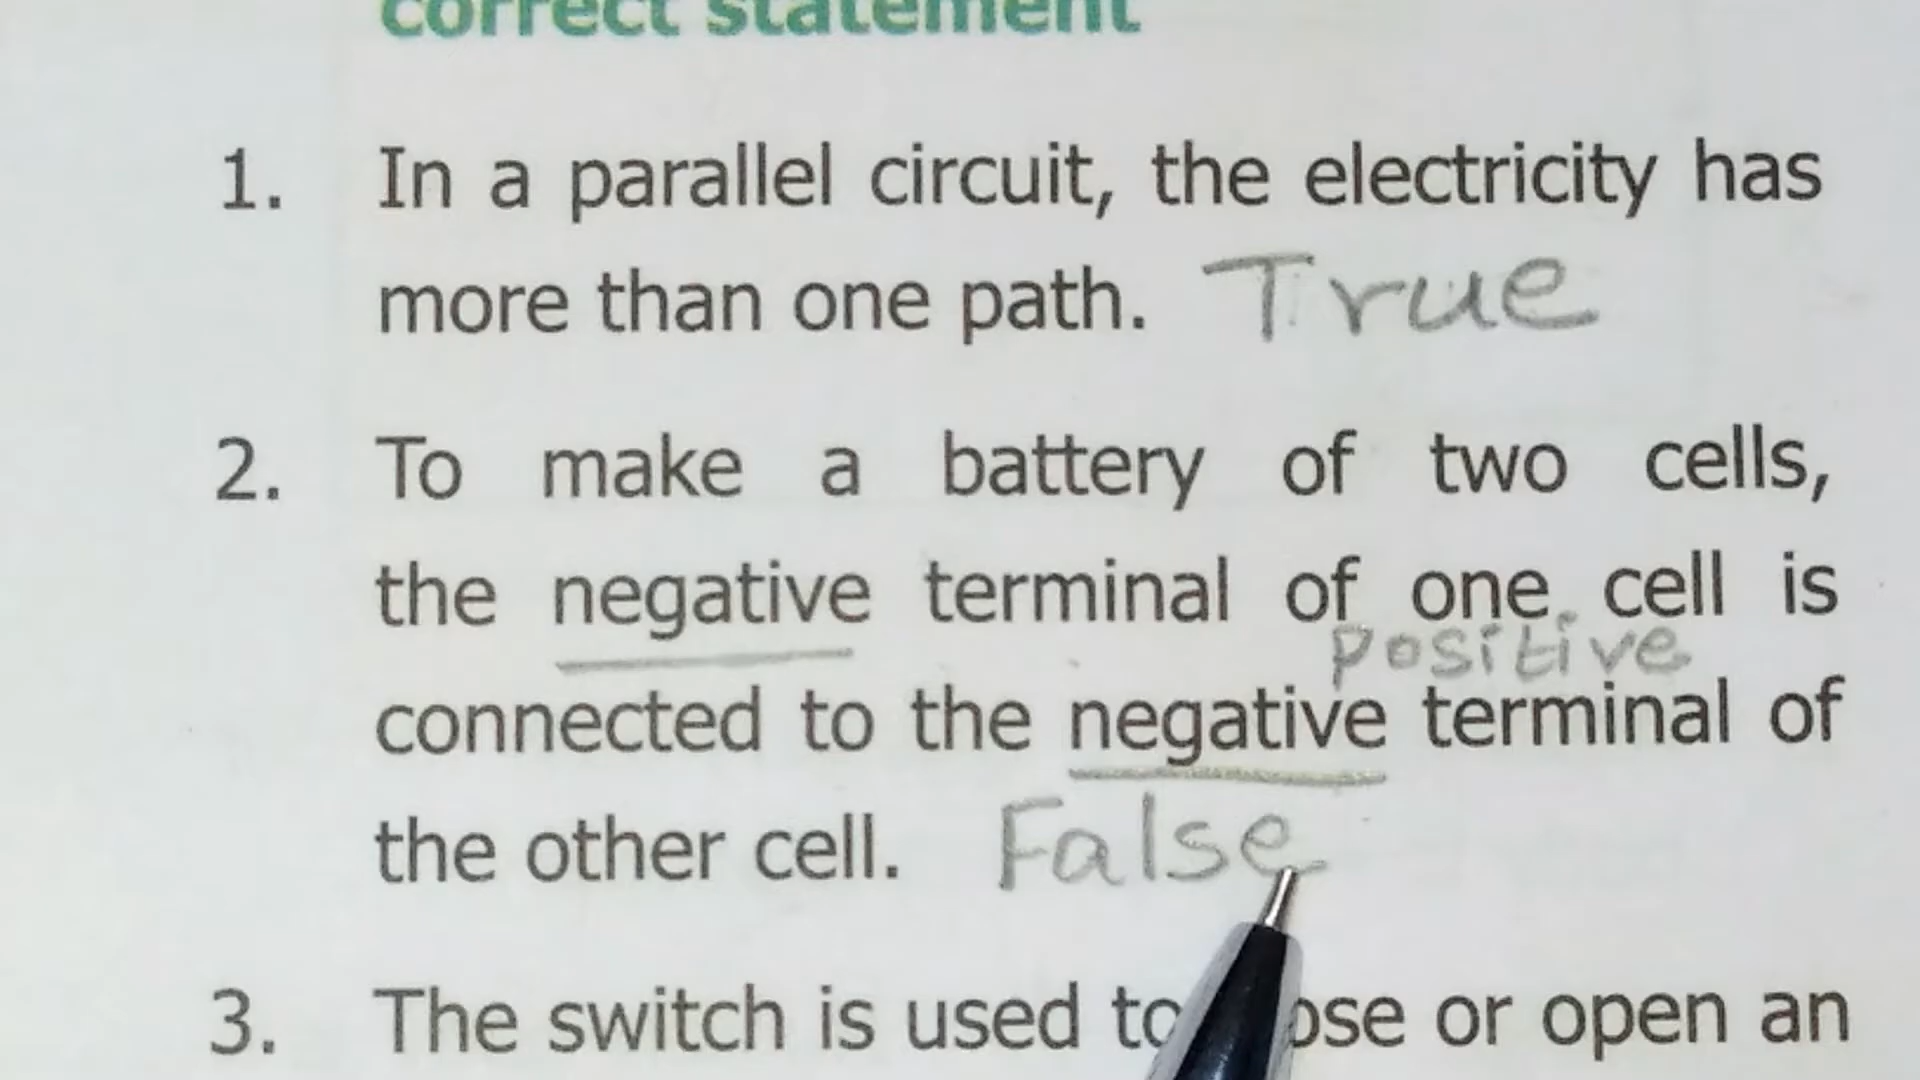 correct statement
1. In a parallel circuit, the electricity has
more than one path. True
2. To make a battery of two cells,
the negative terminal of one cell is
positive
connected to the negative terminal of
the other cell. False
3. The switch is used to or open an